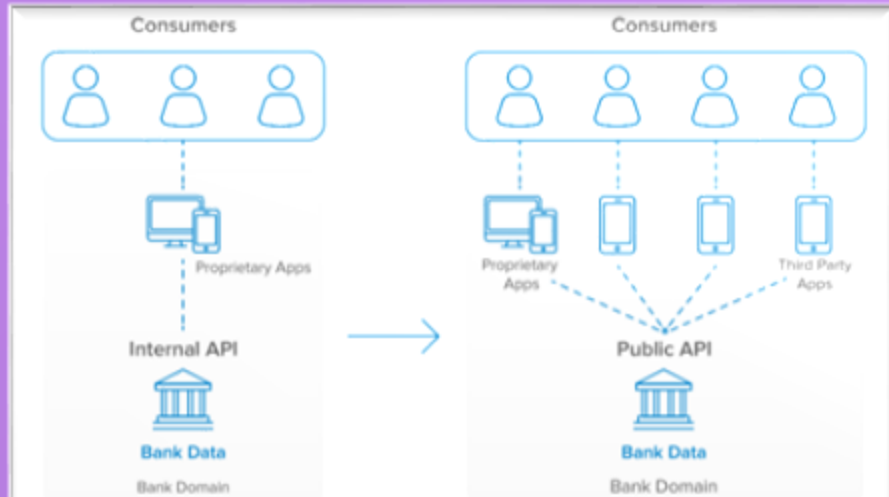 Consumers
Proprietary Apps
Internal API
Bank Data
Bank Domain
Consumers
Proprietary
Apps
Third Party
Apps
Public API
Bank Data
Bank Domain